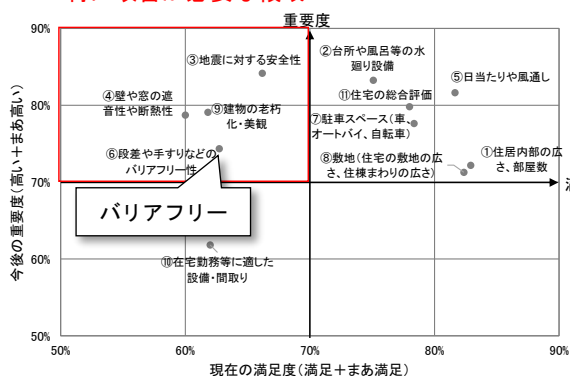 重要度
90%
80%
70%
60%
50%
今後の重要度(高い+まあ高い)
③地震に対する安全性
②台所や風呂等の水
廻り設備
⑤日当たりや風通し
④壁や窓の遮
音性や断熱性
⑨建物の老朽
化・美観
⑪住宅の総合評価
⑦駐車スペース(車、
オートバイ、自転車)
⑥段差や手すりなどの
バリアフリー性
⑧敷地(住宅の敷地の広
さ、住棟まわりの広さ)
①住居内部の広
さ、部屋数
バリアフリー
⑩在宅勤務等に適した
設備・間取り
50%
60%
70%
80%
90%
現在の満足度(満足+まあ満足)